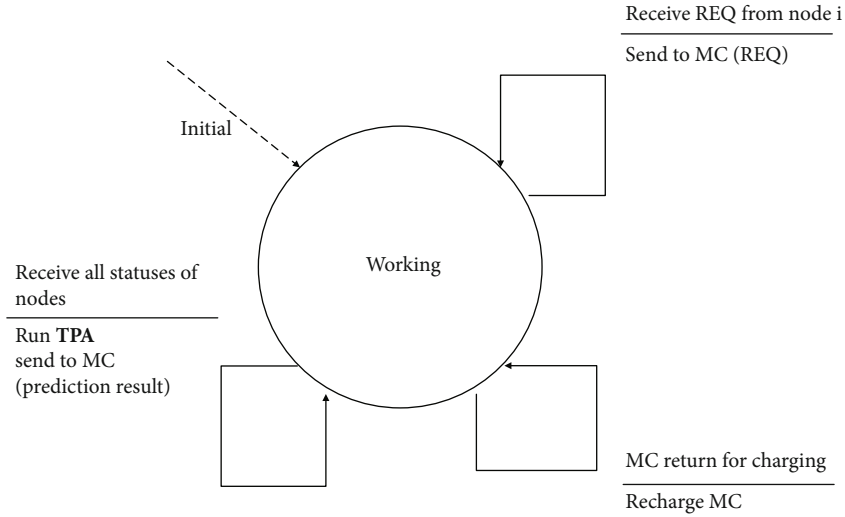 Receive REQ from node i
Send to MC (REQ)
Initial
Working
Receive all statuses of
nodes
Run TPA
send to MC
(prediction result)
MC return for charging
Recharge MC